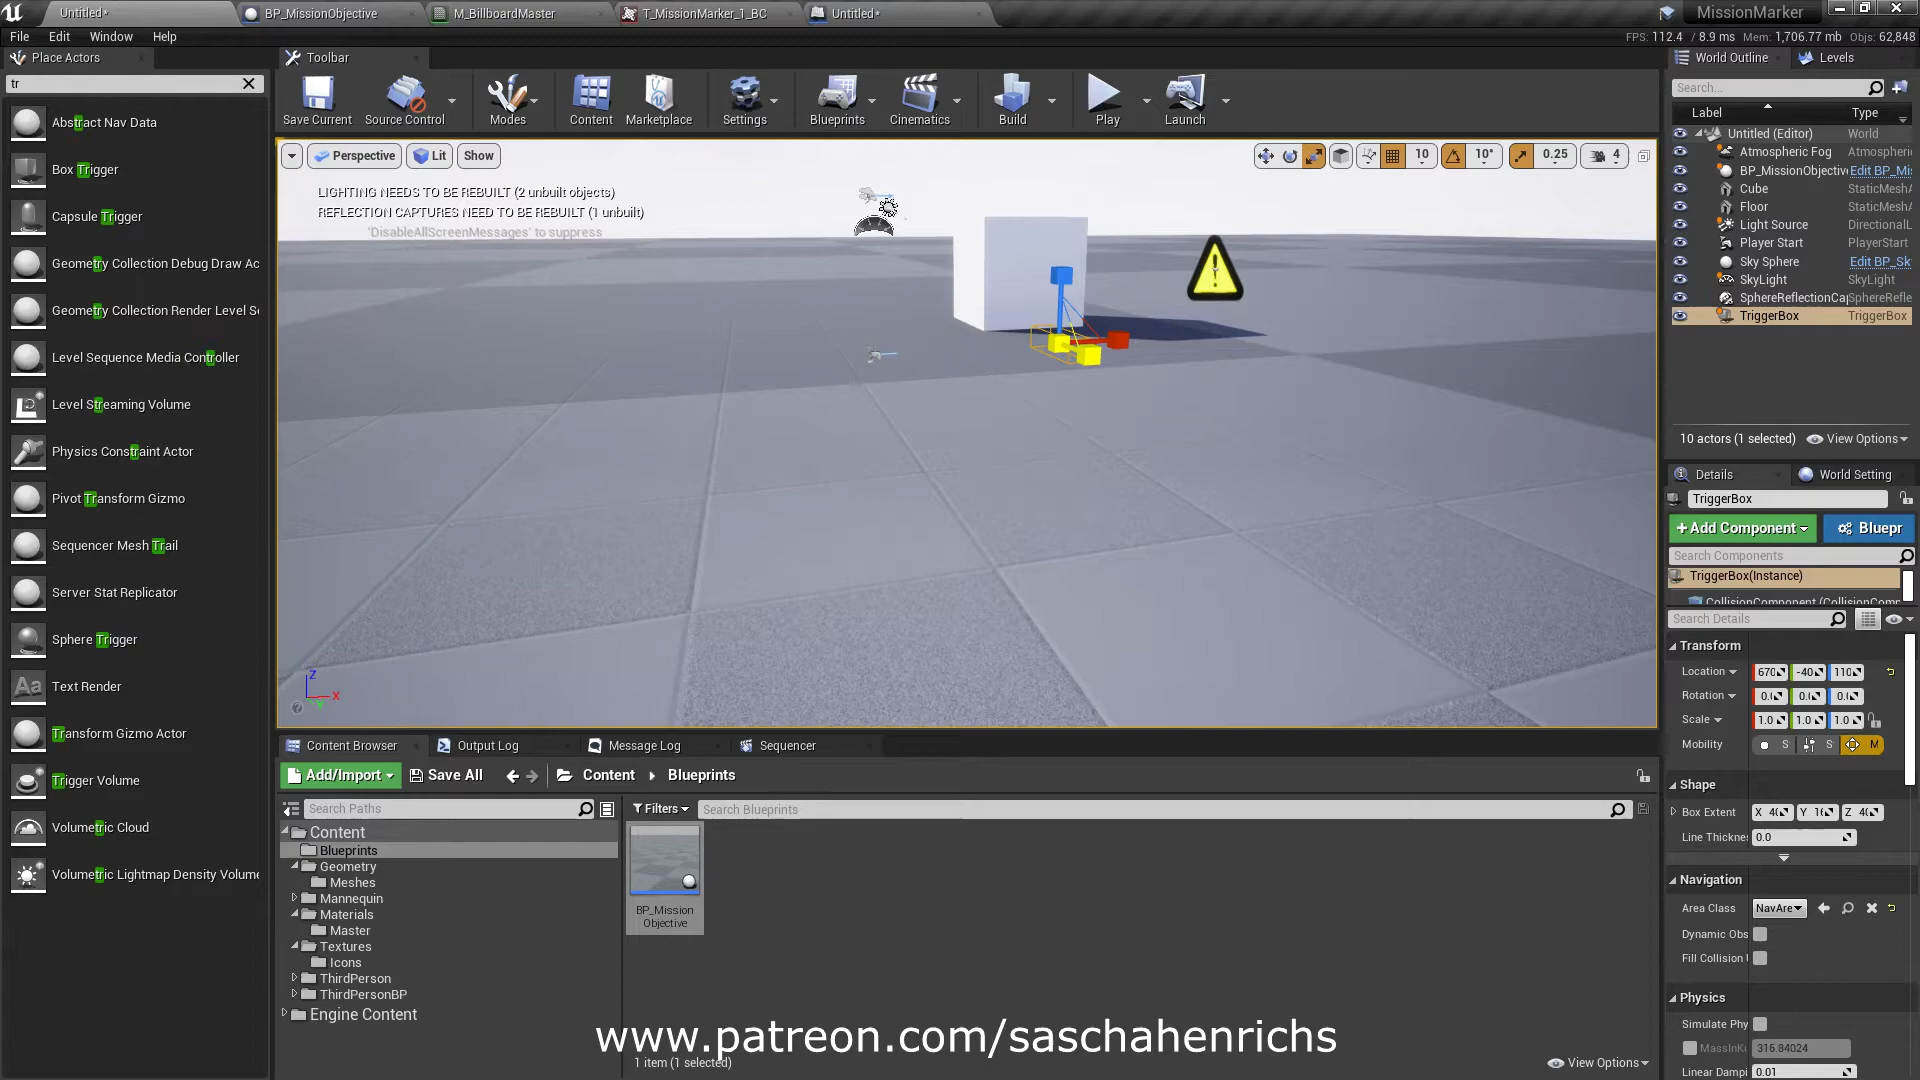 Untitled*
BP_MissionObjective
M_BillboardMaster
T_MissionMarker_1_BC
Untitled*
MissionMarker
File Edit Window Help
FPS: 112.4 / 8.9 ms Mem: 1,706.77 mb Objs: 62,848
Place Actors
tr
Abstract Nav Data
Box Trigger
Capsule Trigger
Geometry Collection Debug Draw Ac
Geometry Collection Render Level S
Level Sequence Media Controller
Level Streaming Volume
Physics Constraint Actor
Pivot Transform Gizmo
Sequencer Mesh Trail
Server Stat Replicator
Sphere Trigger
Aa Text Render
Transform Gizmo Actor
Trigger Volume
Volumetric Cloud
Volumetric Lightmap Density Volume
Toolbar
Save Current
Source Control
Modes
Content
Marketplace
Settings
Blueprints
Cinematics
Build
Play
Launch
Perspective Lit Show
10 10° 0.25 4
LIGHTING NEEDS TO BE REBUILT (2 unbuilt objects)
REFLECTION CAPTURES NEED TO BE REBUILT (1 unbuilt)
'DisableAllScreenMessages' to suppress
Z
X
Y
Content Browser Output Log Message Log Sequencer
Add/Import Save All Content Blueprints
Search Paths
Filters Search Blueprints
Content
Blueprints
Geometry
Meshes
Mannequin
Materials
Master
Textures
Icons
ThirdPerson
ThirdPersonBP
Engine Content
BP_Mission
Objective
www.patreon.com/saschahenrichs
1 item (1 selected)
View Options
World Outline Levels
Search...
Label Type
Untitled (Editor) World
Atmospheric Fog Atmospheric
BP_MissionObjectiv Edit BP_Mi
Cube StaticMeshA
Floor StaticMeshA
Light Source DirectionalL
Player Start PlayerStart
Sky Sphere Edit BP_Sk
SkyLight SkyLight
SphereReflectionCa SphereRefle
TriggerBox TriggerBox
10 actors (1 selected) View Options
Details World Setting
TriggerBox
+Add Component Bluepr
Search Components
TriggerBox(Instance)
CollisionComponent (CollisionComp
Search Details
Transform
Location 670 -40 110
Rotation 0.0 0.0 0.0
Scale 1.0 1.0 1.0
Mobility S S M
Shape
Box Extent X 40 Y 16 Z 40
Line Thicknes 0.0
Navigation
Area Class NavAre
Dynamic Obs
Fill Collision
Physics
Simulate Phy
MassInK 316.84024
Linear Dampi 0.01